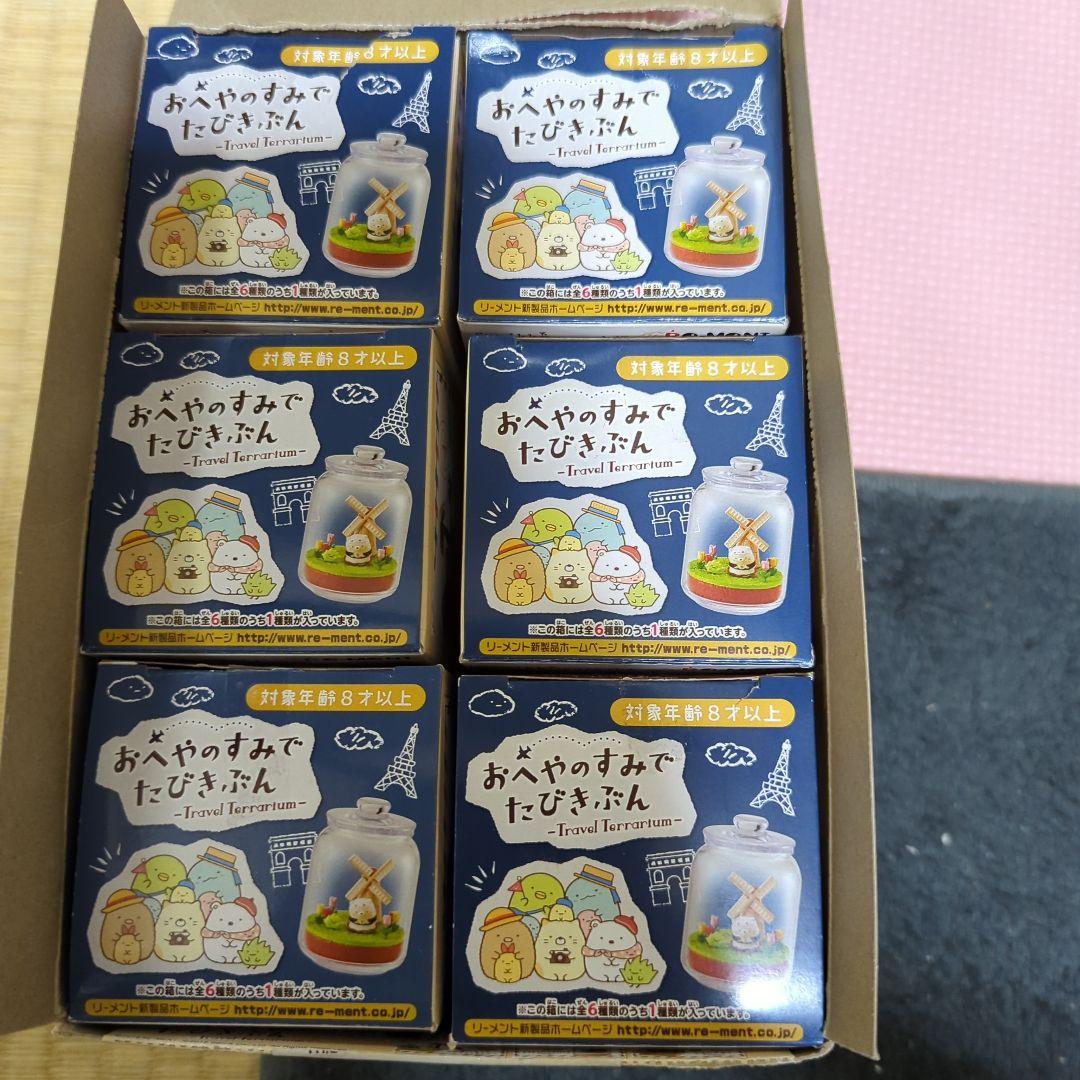 対象年齢8才以上
おへやのすみで
たびきぶん
-Travel Terrarium-
※この箱には全6種類のうち1種類が入っています。
リーメント新製品ホームページ http://www.re-ment.co.jp/
対象年齢8才以上
おへやのすみで
たびきぶん
-Travel Terrarium-
※この箱には全6種類のうち1種類が入っています。
リーメント新製品ホームページ http://www.re-ment.co.jp/
対象年齢8才以上
おへやのすみで
たびきぶん
-Travel Terrarium-
※この箱には全6種類のうち1種類が入っています。
リーメント新製品ホームページ http://www.re-ment.co.jp/
対象年齢8才以上
おへやのすみで
たびきぶん
-Travel Terrarium-
※この箱には全6種類のうち1種類が入っています。
リーメント新製品ホームページ http://www.re-ment.co.jp/
対象年齢8才以上
おへやのすみで
たびきぶん
-Travel Terrarium-
※この箱には全6種類のうち1種類が入っています。
リーメント新製品ホームページ http://www.re-ment.co.jp/
対象年齢8才以上
おへやのすみで
たびきぶん
-Travel Terrarium-
※この箱には全6種類のうち1種類が入っています。
リーメント新製品ホームページ http://www.re-ment.co.jp/